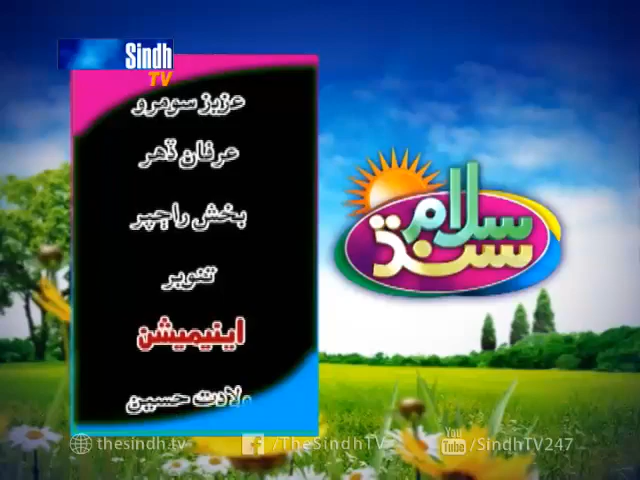 Sindh
TV
عزيز سومرو
عرفان ڏهر
بخش راڄپر
تنوير
اينيميشن
ولادت حسين
سلام
سنڌ
thesindh.tv
/TheSindhTV
You
Tube
/SindhTV247